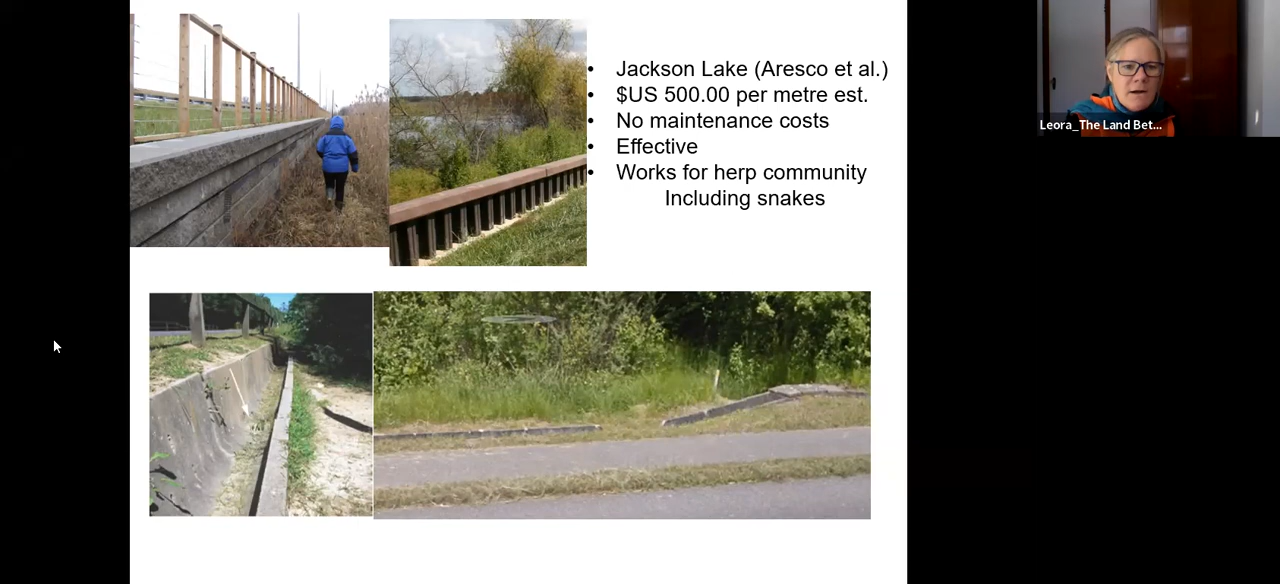 • Jackson Lake (Aresco et al.)
• $US 500.00 per metre est.
• No maintenance costs
• Effective
• Works for herp community
Including snakes
Leora_The Land Bet...